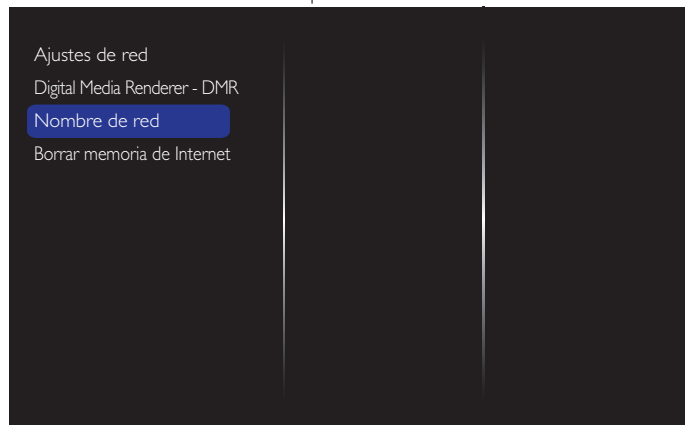 Ajustes de red
Digital Media Renderer - DMR
Nombre de red
Borrar memoria de Internet